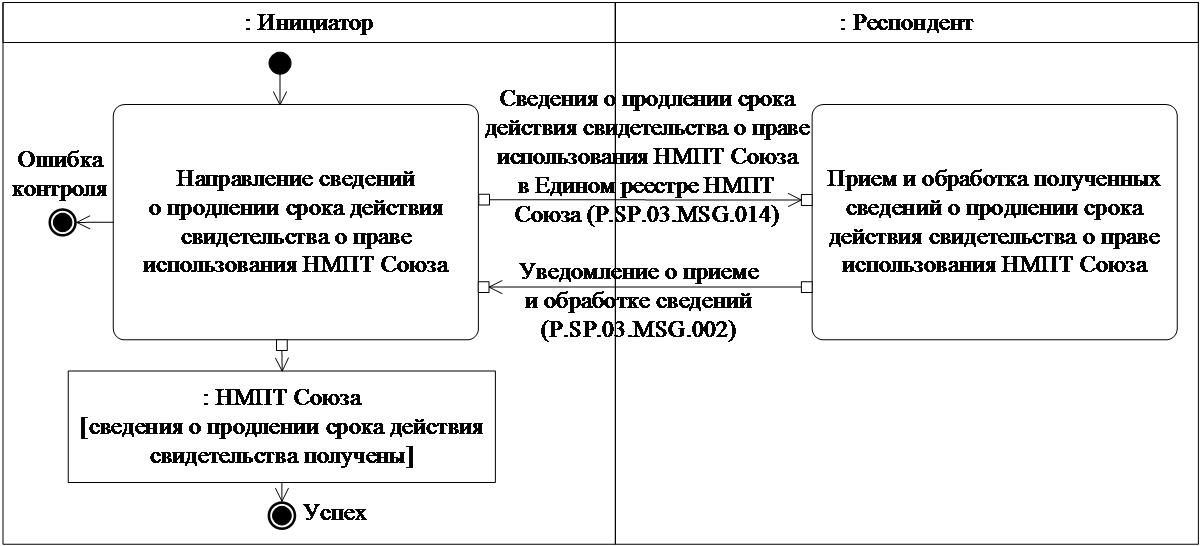 : Инициатор
: Респондент
Ошибка
контроля
Направление сведений
о продлении срока действия
свидетельства о праве
использования НМПТ Союза
Сведения о продлении срока
действия свидетельства о праве
использования НМПТ Союза
в Едином реестре НМПТ
Союза (P.SP.03.MSG.014)
Прием и обработка полученных
сведений о продлении срока
действия свидетельства о праве
использования НМПТ Союза
Уведомление о приеме
и обработке сведений
(P.SP.03.MSG.002)
: НМПТ Союза
[сведения о продлении срока действия
свидетельства получены]
Успех